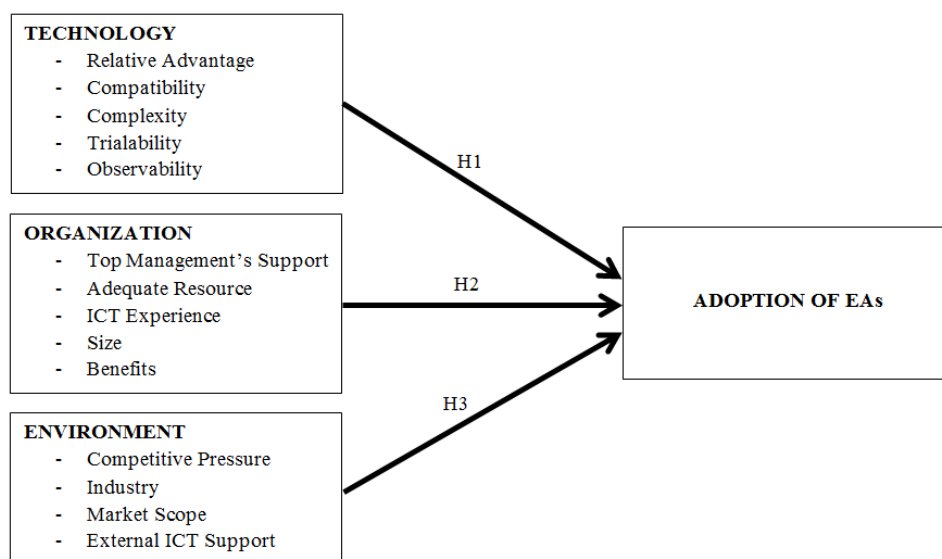 TECHNOLOGY
- Relative Advantage
- Compatibility
- Complexity
- Trialability
- Observability
H1
ORGANIZATION
- Top Management's Support
- Adequate Resource
- ICT Experience
- Size
- Benefits
H2
ADOPTION OF EAs
H3
ENVIRONMENT
- Competitive Pressure
- Industry
- Market Scope
- External ICT Support